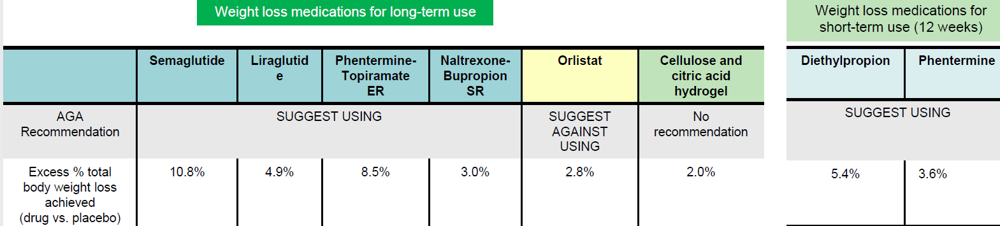 Weight loss medications for long-term use
Weight loss medications for
short-term use (12 weeks)
Semaglutide
Liraglutid
e
Phentermine-
Topiramate
ER
Naltrexone-
Bupropion
SR
Orlistat
Cellulose and
citric acid
hydrogel
Diethylpropion
Phentermine
AGA
Recommendation
SUGGEST USING
SUGGEST
AGAINST
USING
No
recommendation
SUGGEST USING
Excess % total
body weight loss
achieved
(drug vs. placebo)
10.8%
4.9%
8.5%
3.0%
2.8%
2.0%
5.4%
3.6%